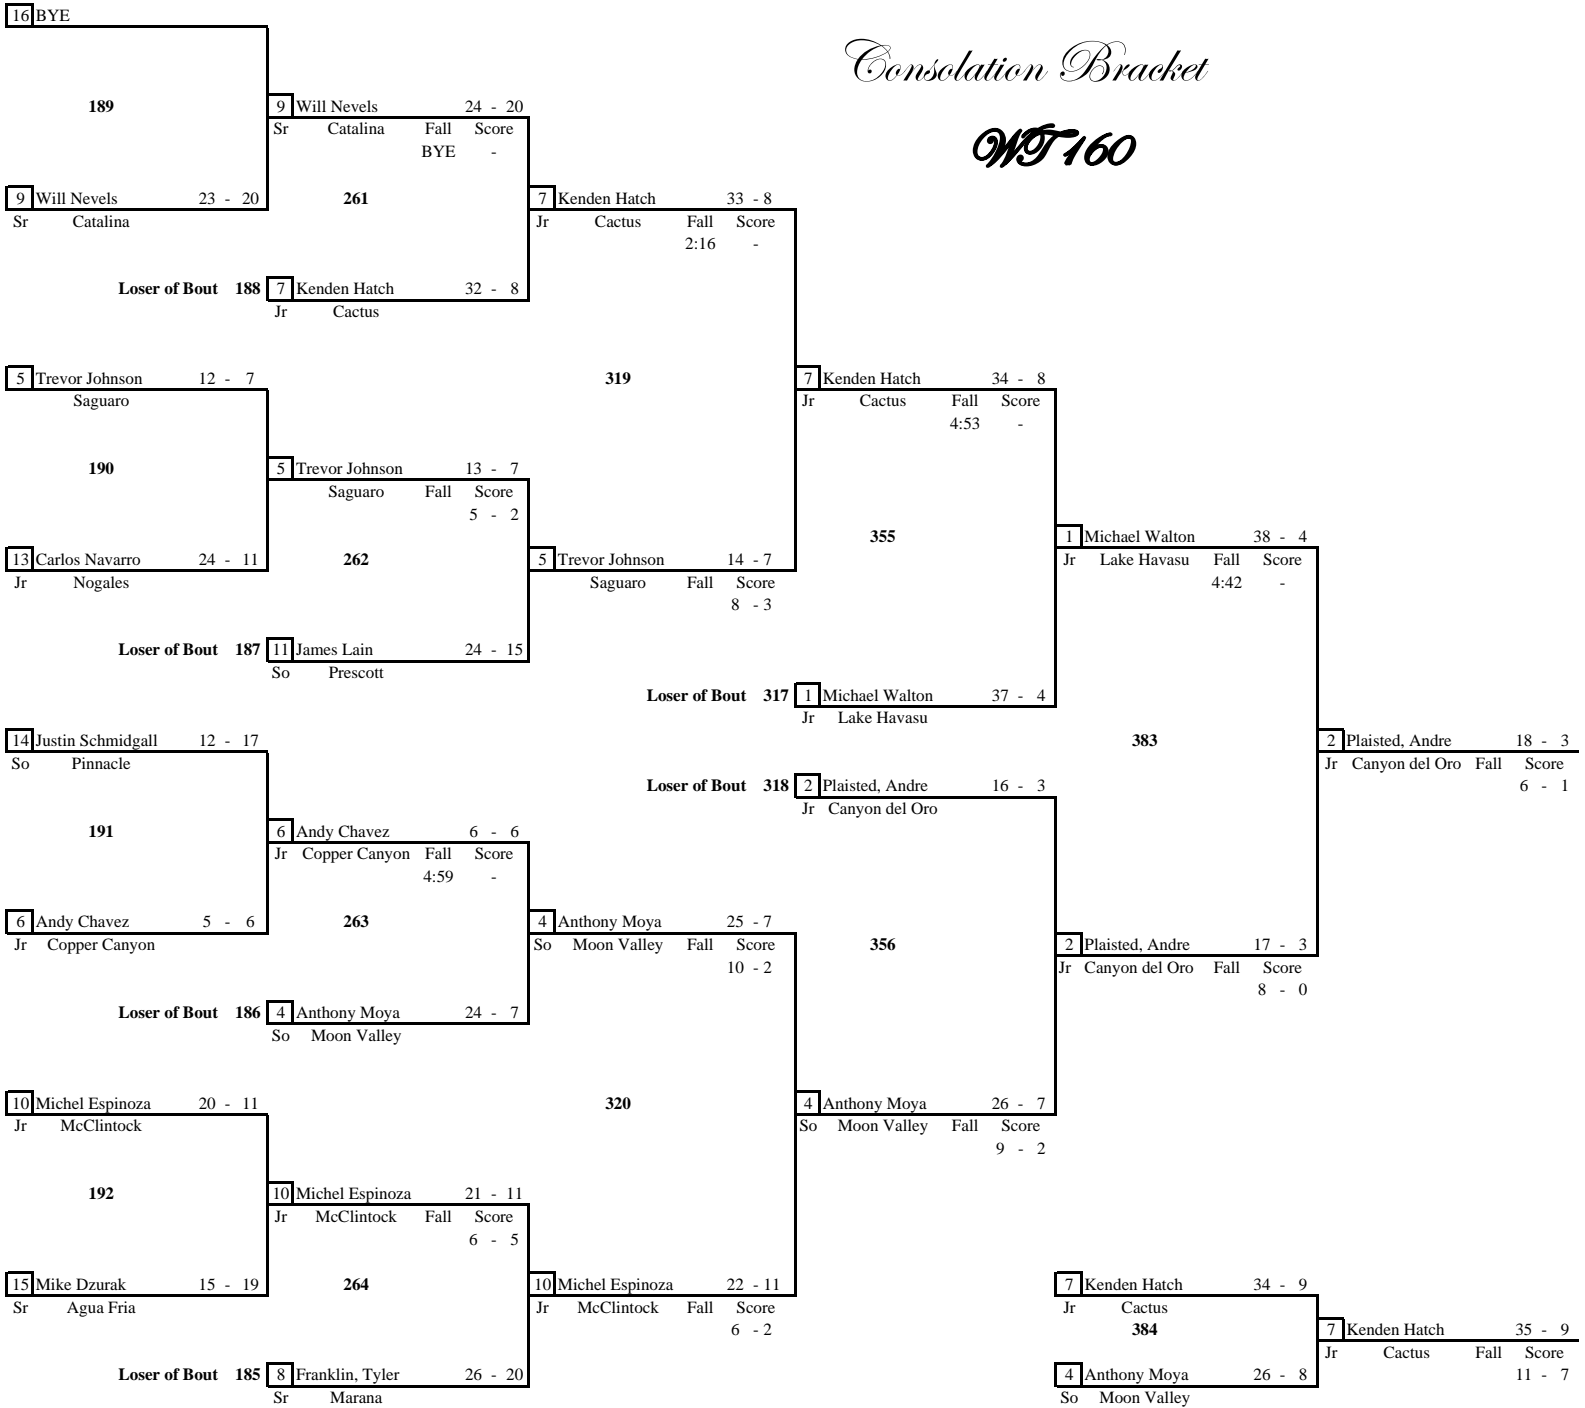 16 BYE
Consolation Bracket
189 9 Will Nevels 24 - 20
WT 160
Sr Catalina Fall Score
BYE -
9 Will Nevels 23 - 20 261 7 Kenden Hatch 33 - 8
Sr Catalina Jr Cactus Fall Score
2:16 -
Loser of Bout 188 7 Kenden Hatch 32 - 8
Jr Cactus
5 Trevor Johnson 12 - 7 319 7 Kenden Hatch 34 - 8
Saguaro Jr Cactus Fall Score
4:53 -
190 5 Trevor Johnson 13 - 7
Saguaro Fall Score
5 - 2
355 1 Michael Walton 38 - 4
13 Carlos Navarro 24 - 11 262 5 Trevor Johnson 14 - 7 Jr Lake Havasu Fall Score
Jr Nogales Saguaro Fall Score 4:42 -
8 - 3
Loser of Bout 187 11 James Lain 24 - 15
So Prescott
Loser of Bout 317 1 Michael Walton 37 - 4
Jr Lake Havasu
14 Justin Schmidgall 12 - 17 383 2 Plaisted, Andre 18 - 3
So Pinnacle Jr Canyon del Oro Fall Score
Loser of Bout 318 2 Plaisted, Andre 16 - 3 6 - 1
Jr Canyon del Oro
191 6 Andy Chavez 6 - 6
Jr Copper Canyon Fall Score
4:59 -
6 Andy Chavez 5 - 6 263 4 Anthony Moya 25 - 7
Jr Copper Canyon So Moon Valley Fall Score 356 2 Plaisted, Andre 17 - 3
10 - 2 Jr Canyon del Oro Fall Score
8 - 0
Loser of Bout 186 4 Anthony Moya 24 - 7
So Moon Valley
10 Michel Espinoza 20 - 11 320 4 Anthony Moya 26 - 7
Jr McClintock So Moon Valley Fall Score
9 - 2
192 10 Michel Espinoza 21 - 11
Jr McClintock Fall Score
6 - 5
15 Mike Dzurak 15 - 19 264 10 Michel Espinoza 22 - 11 7 Kenden Hatch 34 - 9
Sr Agua Fria Jr McClintock Fall Score Jr Cactus
6 - 2 384 7 Kenden Hatch 35 - 9
Jr Cactus Fall Score
Loser of Bout 185 8 Franklin, Tyler 26 - 20 4 Anthony Moya 26 - 8 11 - 7
Sr Marana So Moon Valley